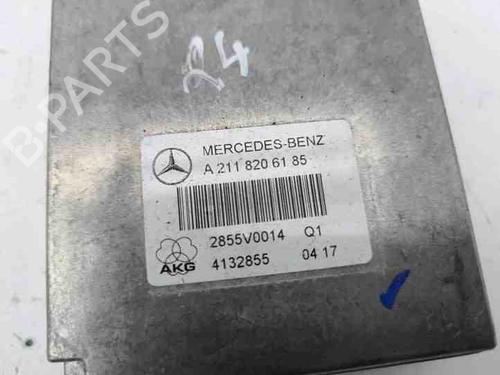 B-PARTS
24
MERCEDES-BENZ
A 211 820 61 85
2855V0014 Q1
AKG 4132855 04 17